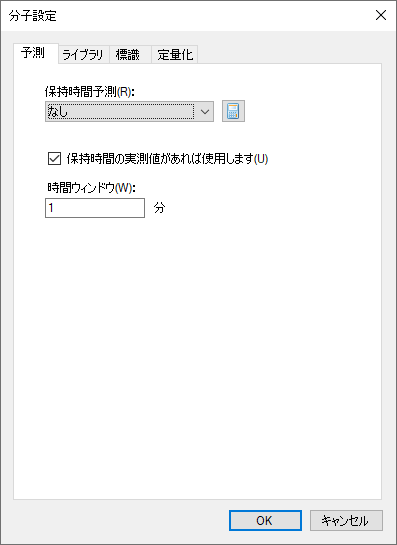 分子設定
予測 ライブラリ 標識 定量化
保持時間予測(R):
なし
保持時間の実測値があれば使用します(U)
時間ウィンドウ(W):
1 分
OK キャンセル